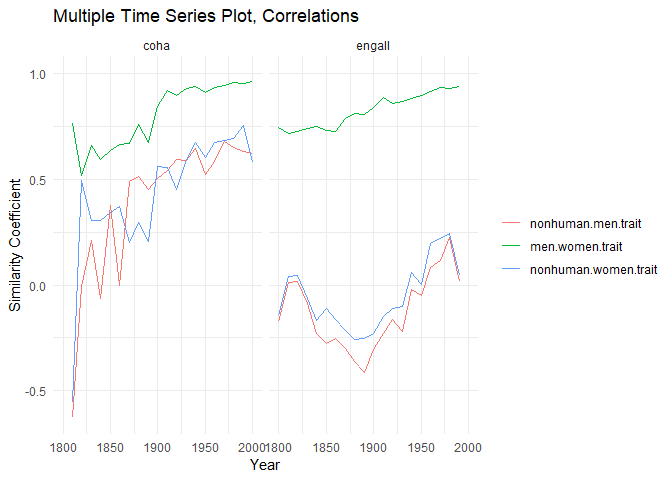 Multiple Time Series Plot, Correlations
coha
engall
1.0
0.5
0.0
-0.5
Similarity Coefficient
1800 1850 1900 1950 2000
1800 1850 1900 1950 2000
Year
nonhuman.men.trait
men.women.trait
nonhuman.women.trait